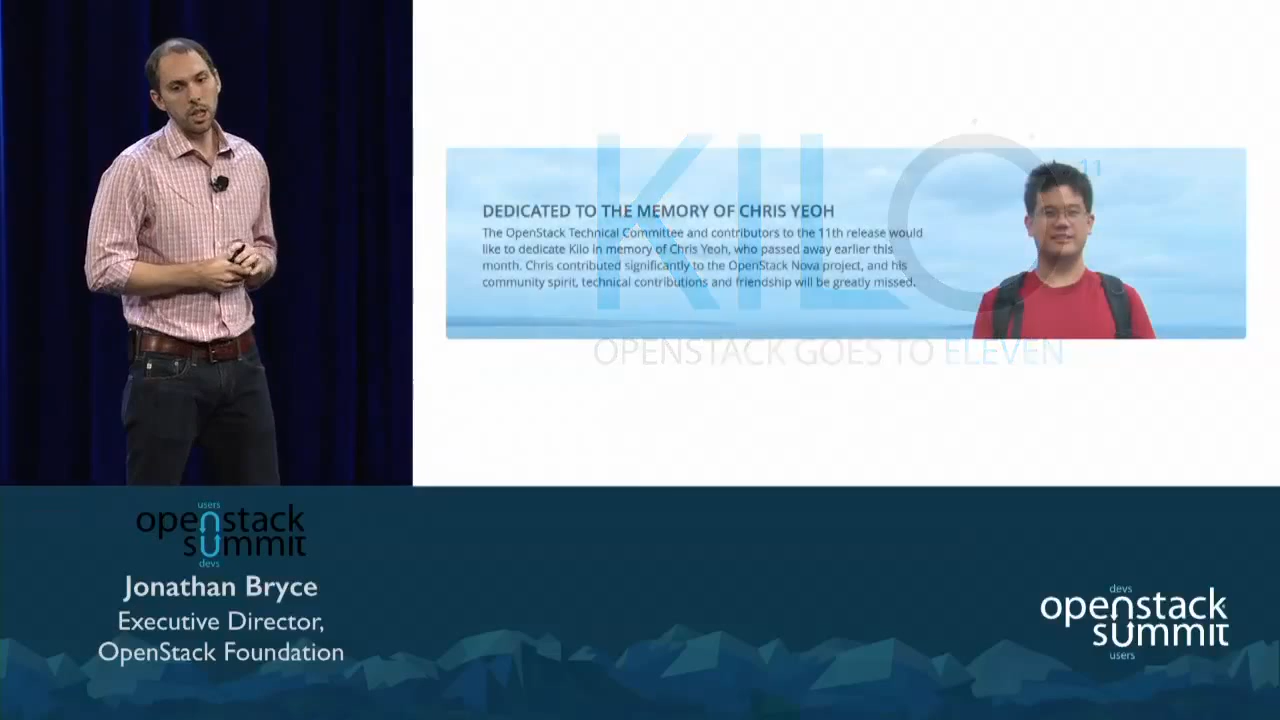 KILO
11
DEDICATED TO THE MEMORY OF CHRIS YEOH
The OpenStack Technical Committee and contributors to the 11th release would
like to dedicate Kilo in memory of Chris Yeoh, who passed away earlier this
month. Chris contributed significantly to the OpenStack Nova project, and his
community spirit, technical contributions and friendship will be greatly missed.
OPENSTACK GOES TO ELEVEN
users
openstack
summit
devs
Jonathan Bryce
Executive Director,
OpenStack Foundation
devs
openstack
summit
users